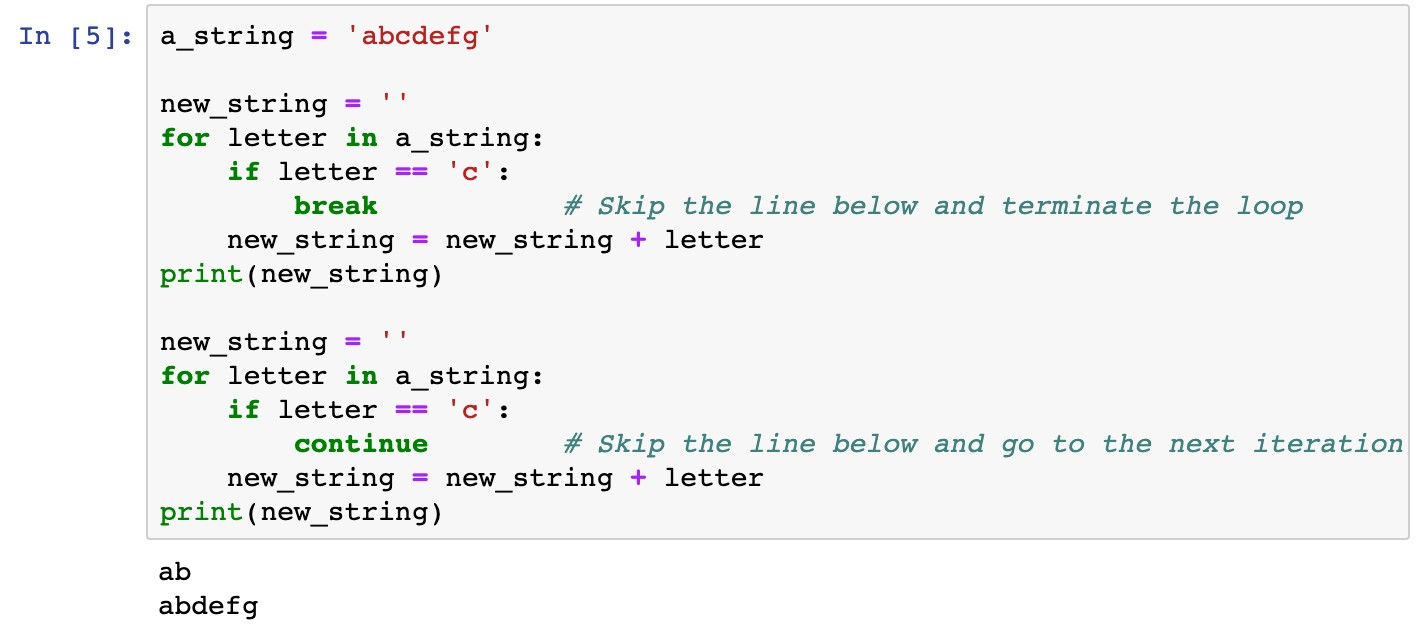 In [5]: a_string = 'abcdefg'

new_string = ''
for letter in a_string:
    if letter == 'c':
        break           # Skip the line below and terminate the loop
    new_string = new_string + letter
print(new_string)

new_string = ''
for letter in a_string:
    if letter == 'c':
        continue        # Skip the line below and go to the next iteration
    new_string = new_string + letter
print(new_string)

ab
abdefg